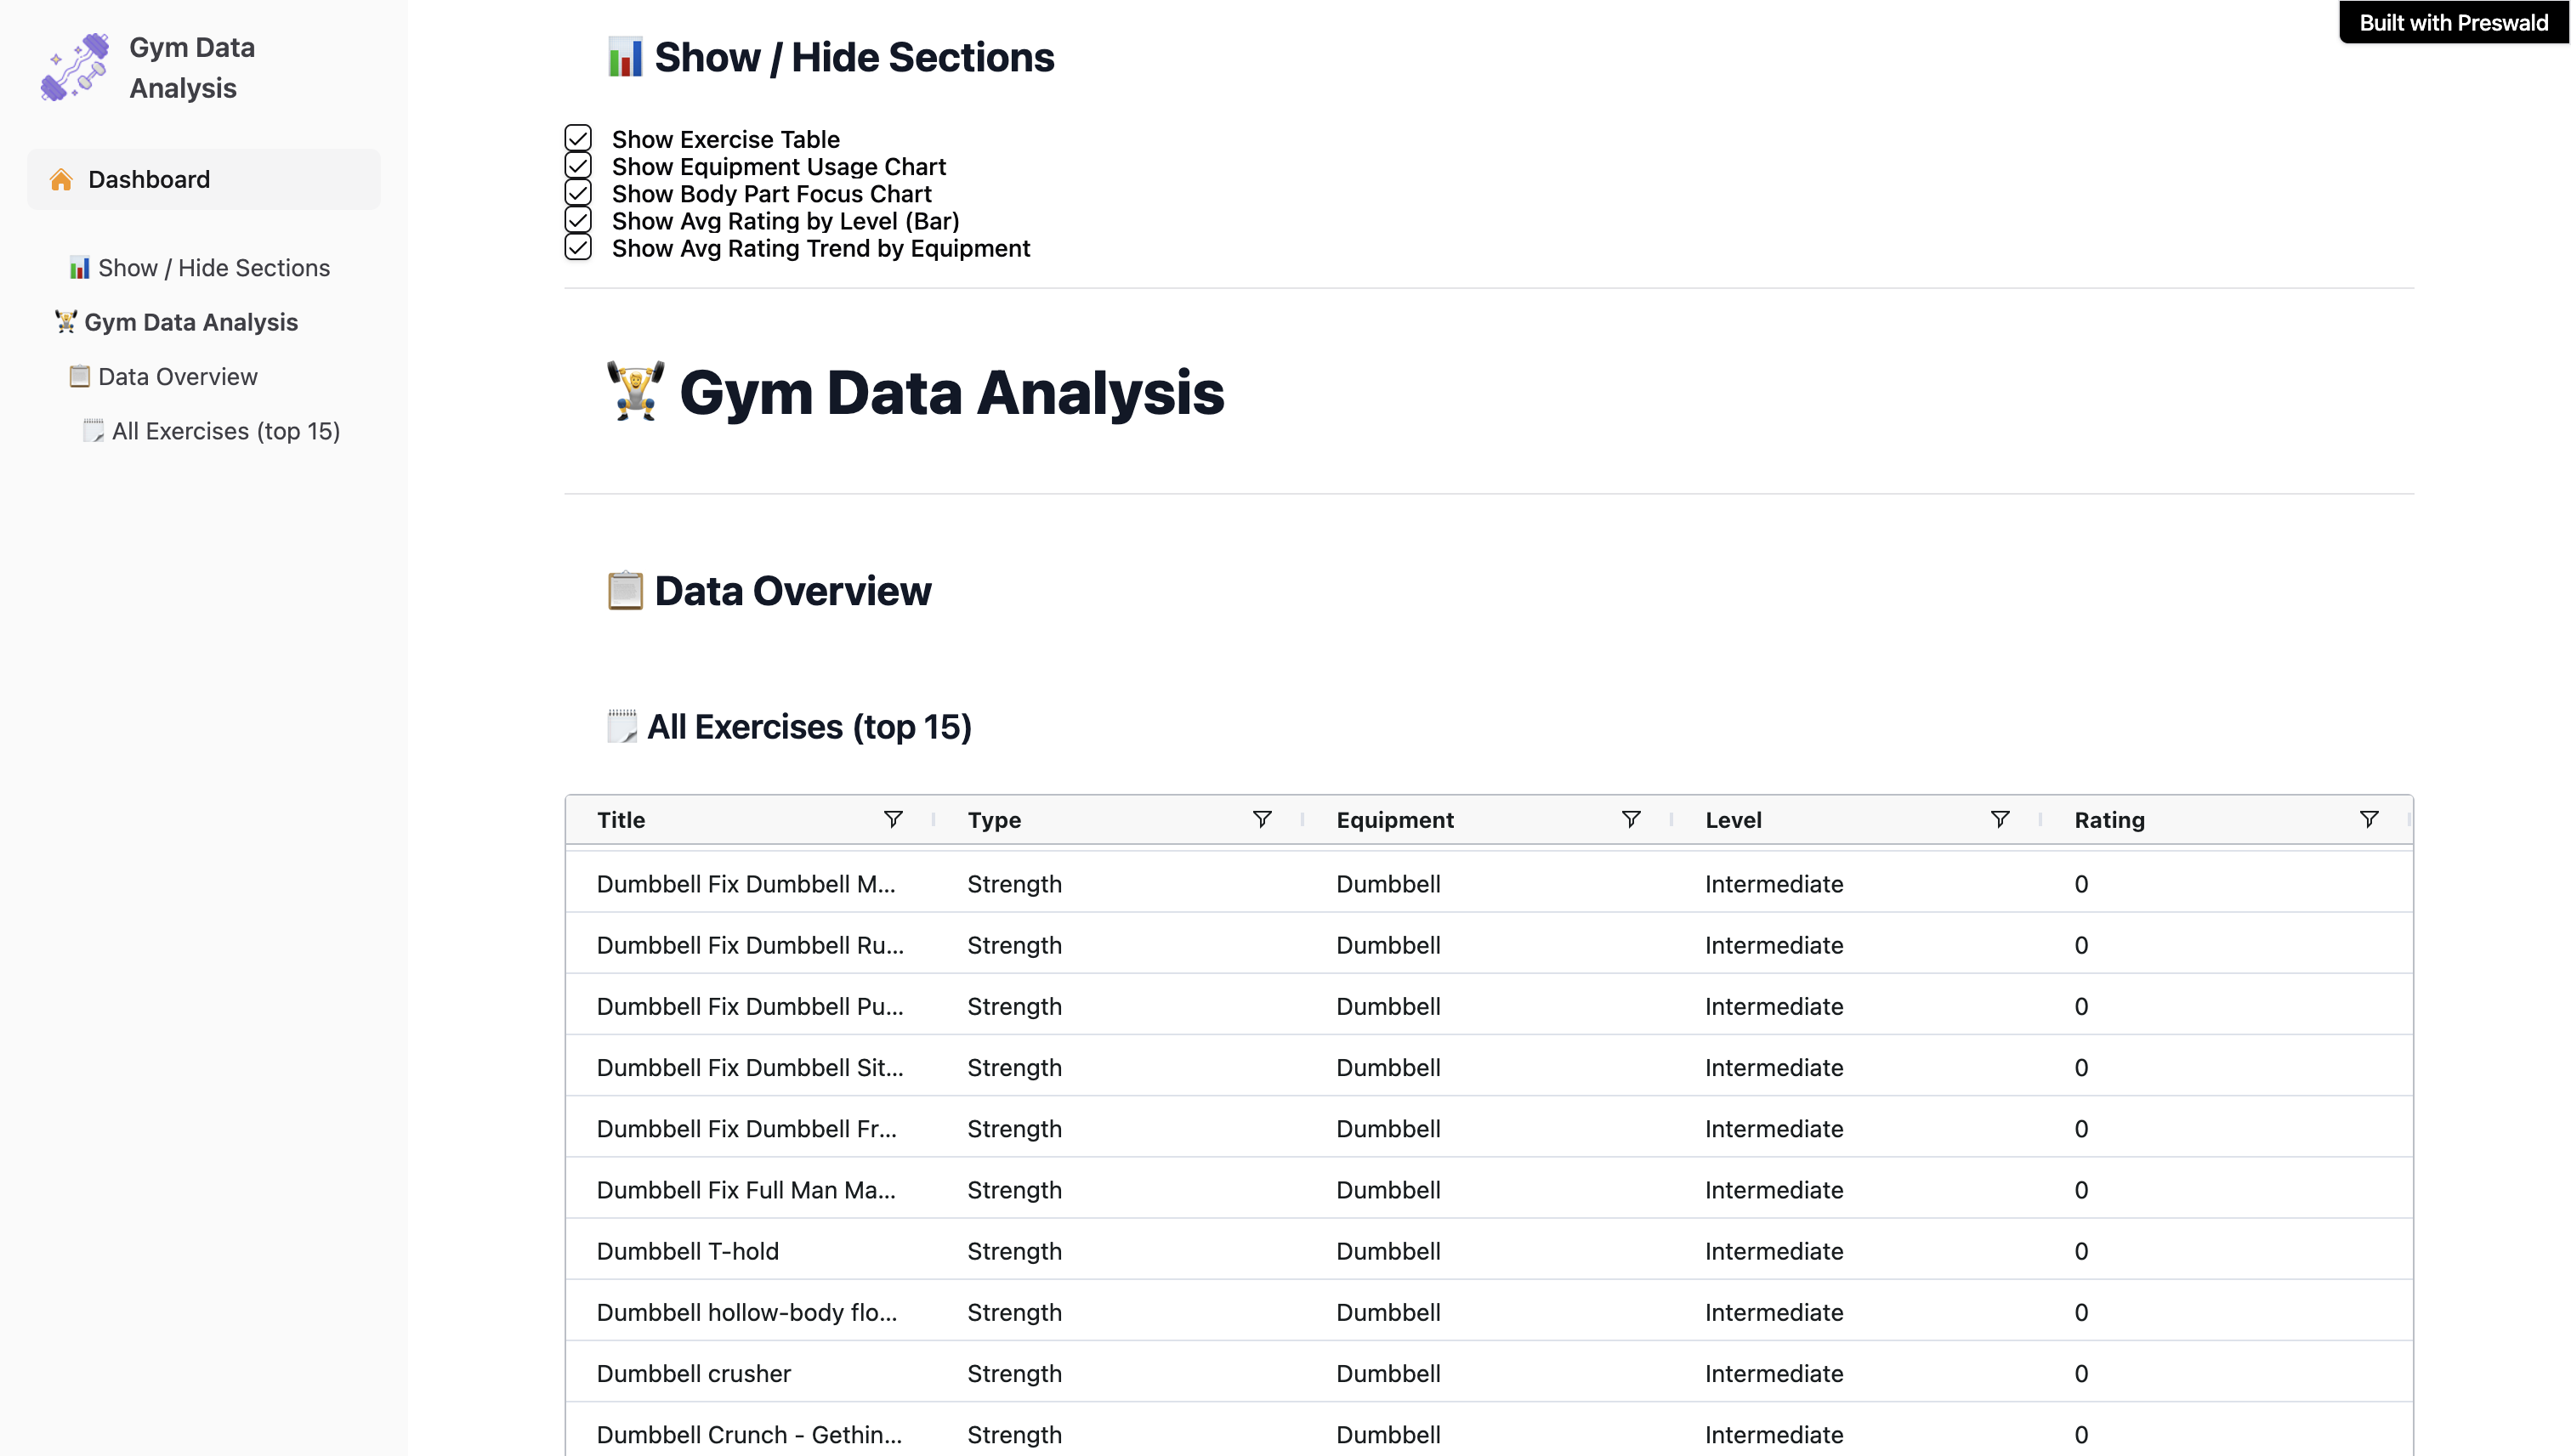 Gym Data
Analysis
Dashboard
Show / Hide Sections
Gym Data Analysis
Data Overview
All Exercises (top 15)
Built with Preswald
Show / Hide Sections
Show Exercise Table
Show Equipment Usage Chart
Show Body Part Focus Chart
Show Avg Rating by Level (Bar)
Show Avg Rating Trend by Equipment
Gym Data Analysis
Data Overview
All Exercises (top 15)
Title Type Equipment Level Rating
Dumbbell Fix Dumbbell M... Strength Dumbbell Intermediate 0
Dumbbell Fix Dumbbell Ru... Strength Dumbbell Intermediate 0
Dumbbell Fix Dumbbell Pu... Strength Dumbbell Intermediate 0
Dumbbell Fix Dumbbell Sit... Strength Dumbbell Intermediate 0
Dumbbell Fix Dumbbell Fr... Strength Dumbbell Intermediate 0
Dumbbell Fix Full Man Ma... Strength Dumbbell Intermediate 0
Dumbbell T-hold Strength Dumbbell Intermediate 0
Dumbbell hollow-body flo... Strength Dumbbell Intermediate 0
Dumbbell crusher Strength Dumbbell Intermediate 0
Dumbbell Crunch - Gethin... Strength Dumbbell Intermediate 0